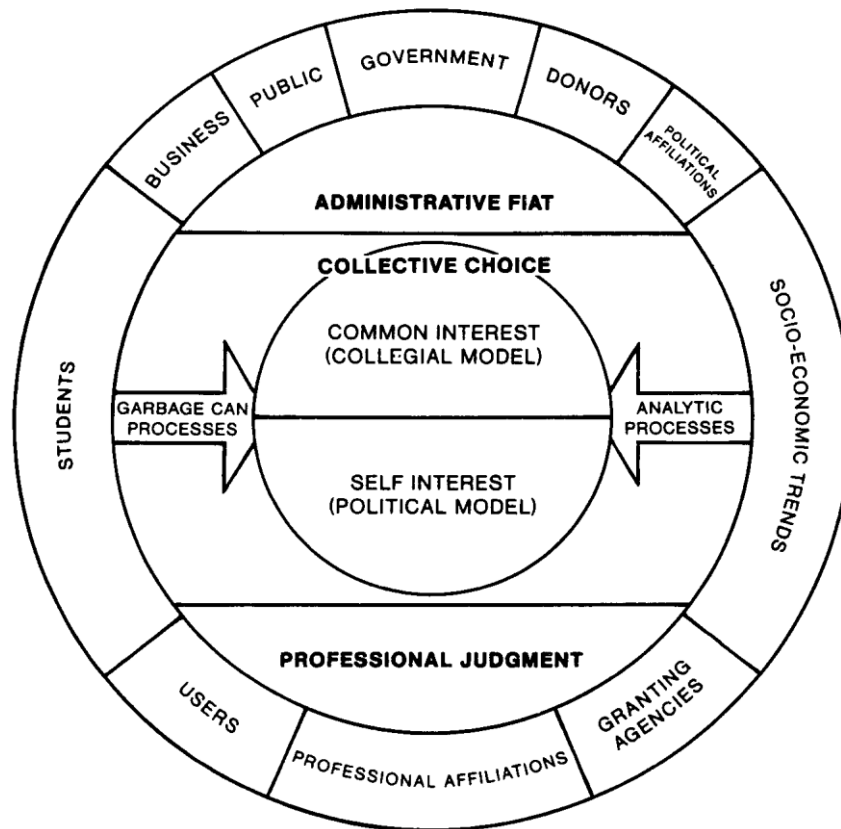 GOVERNMENT
PUBLIC
DONORS
BUSINESS
POLITICAL
AFFILIATIONS
ADMINISTRATIVE FIAT
COLLECTIVE CHOICE
COMMON INTEREST
(COLLEGIAL MODEL)
STUDENTS
GARBAGE CAN
PROCESSES
ANALYTIC
PROCESSES
SOCIO-ECONOMIC TRENDS
SELF INTEREST
(POLITICAL MODEL)
PROFESSIONAL JUDGMENT
USERS
PROFESSIONAL AFFILIATIONS
GRANTING
AGENCIES